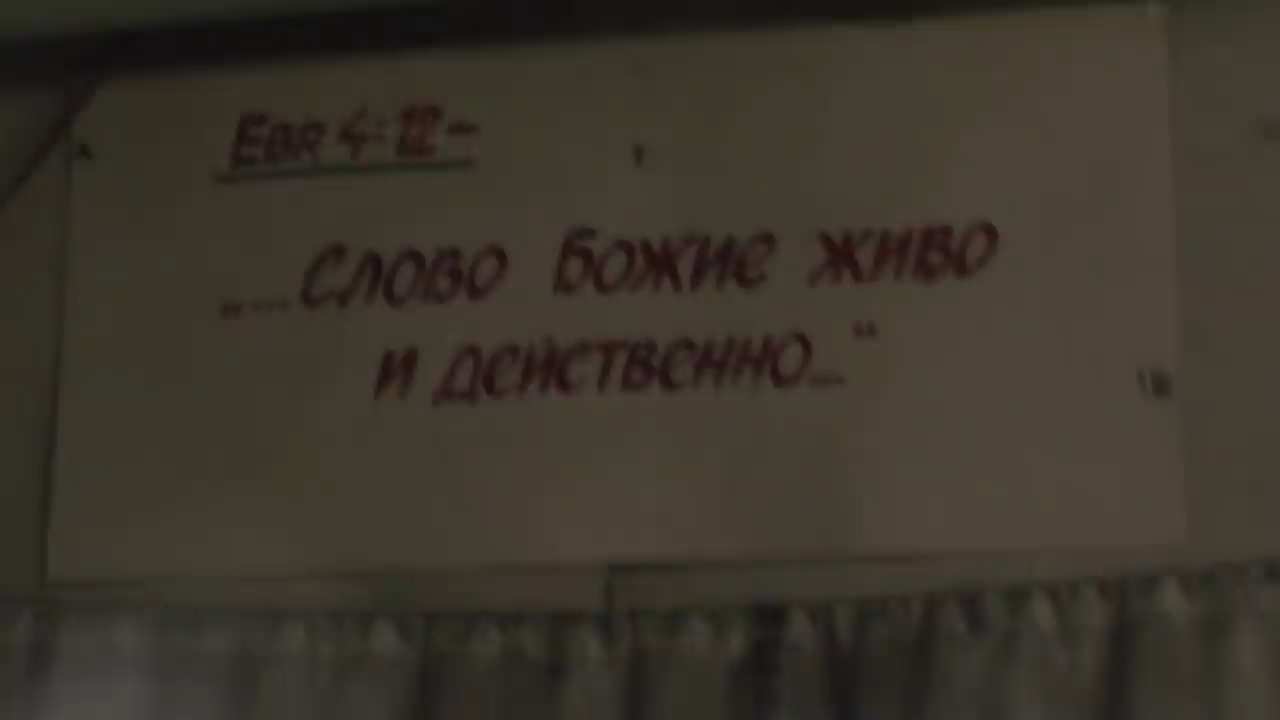 Евр 4:12-
„...Слово Божие живо
и действенно..."